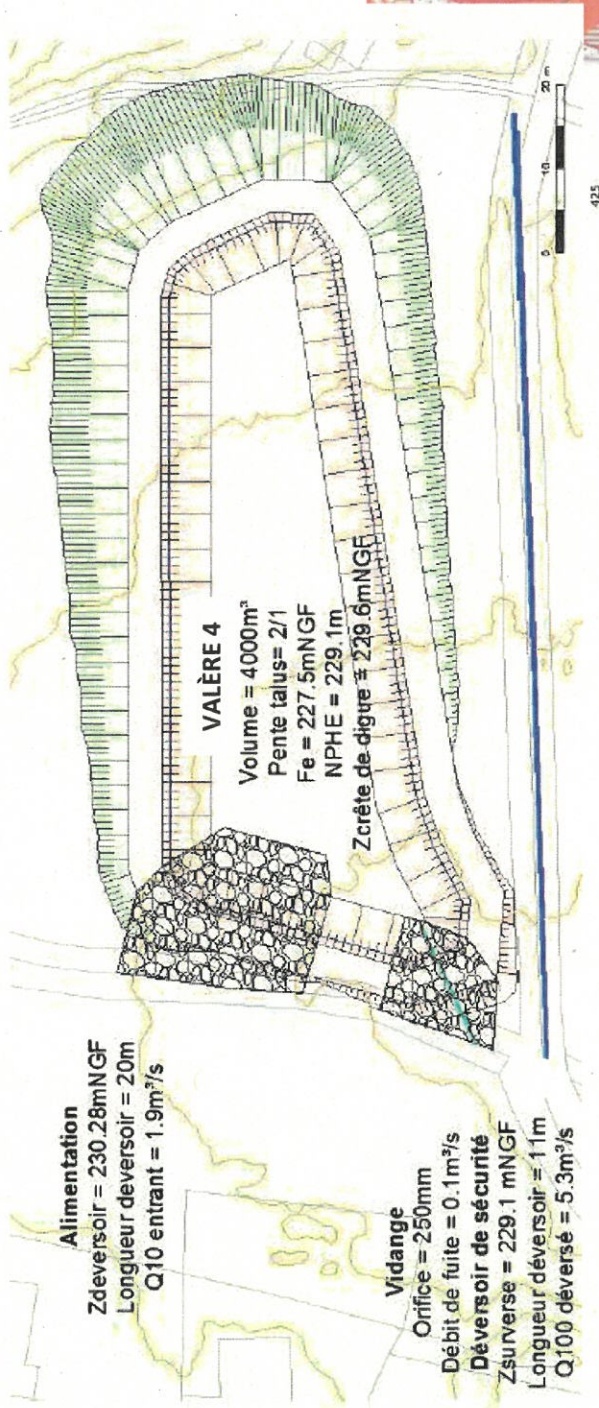 Alimentation
Zdeversoir = 230.28mNGF
Longueur deversoir = 20m
Q10 entrant = 1.9m³/s
VALÈRE 4
Volume = 4000m³
Pente talus= 2/1
Fe = 227.5mNGF
NPHE = 229.1m
Zcrête de digue = 229.6mNGF
Vidange
Orifice = 250mm
Débit de fuite = 0.1m³/s
Déversoir de sécurité
Zsurverse = 229.1 mNGF
Longueur déversoir = 11m
Q100 déversé = 5.3m³/s
0 10 20 m
425